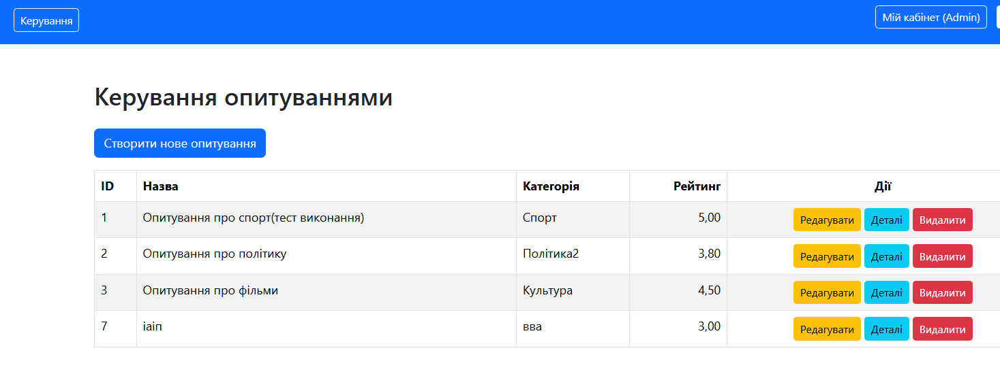 Керування Мій кабінет (Admin)
Керування опитуваннями
Створити нове опитування
ID Назва Категорія Рейтинг Дії
1 Опитування про спорт(тест виконання) Спорт 5,00 Редагувати Деталі Видалити
2 Опитування про політику Політика2 3,80 Редагувати Деталі Видалити
3 Опитування про фільми Культура 4,50 Редагувати Деталі Видалити
7 іаіп вва 3,00 Редагувати Деталі Видалити